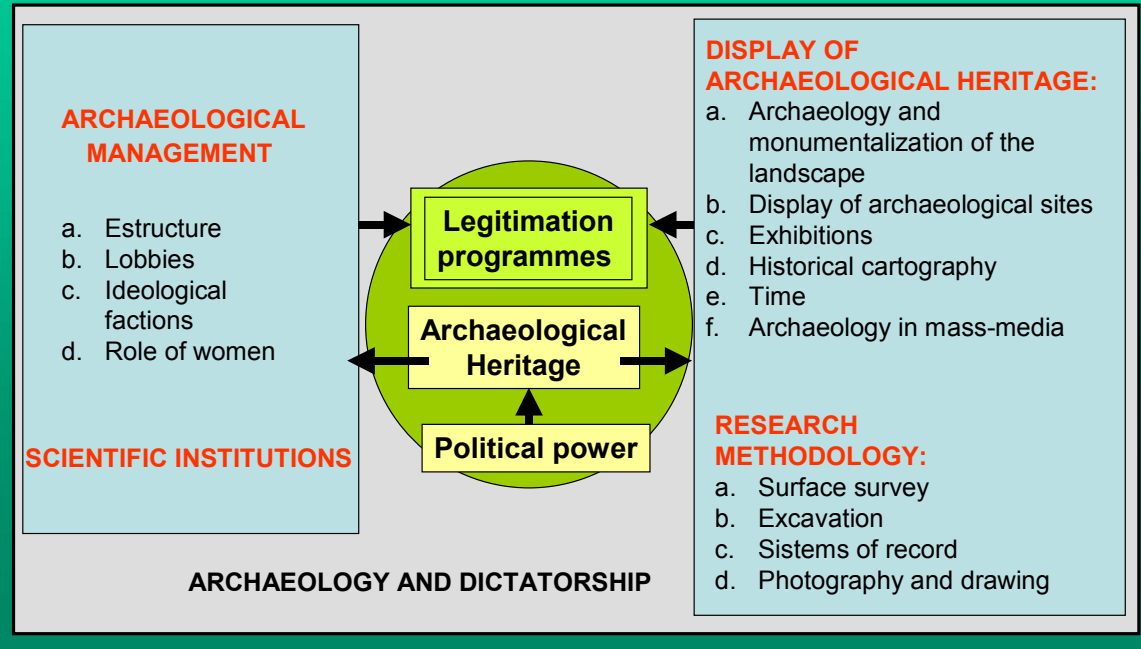 ARCHAEOLOGICAL
MANAGEMENT
a. Estructure
b. Lobbies
c. Ideological
factions
d. Role of women
SCIENTIFIC INSTITUTIONS
Legitimation
programmes
Archaeological
Heritage
Political power
DISPLAY OF
ARCHAEOLOGICAL HERITAGE:
a. Archaeology and
monumentalization of the
landscape
b. Display of archaeological sites
c. Exhibitions
d. Historical cartography
e. Time
f. Archaeology in mass-media
RESEARCH
METHODOLOGY:
a. Surface survey
b. Excavation
c. Sistems of record
d. Photography and drawing
ARCHAEOLOGY AND DICTATORSHIP